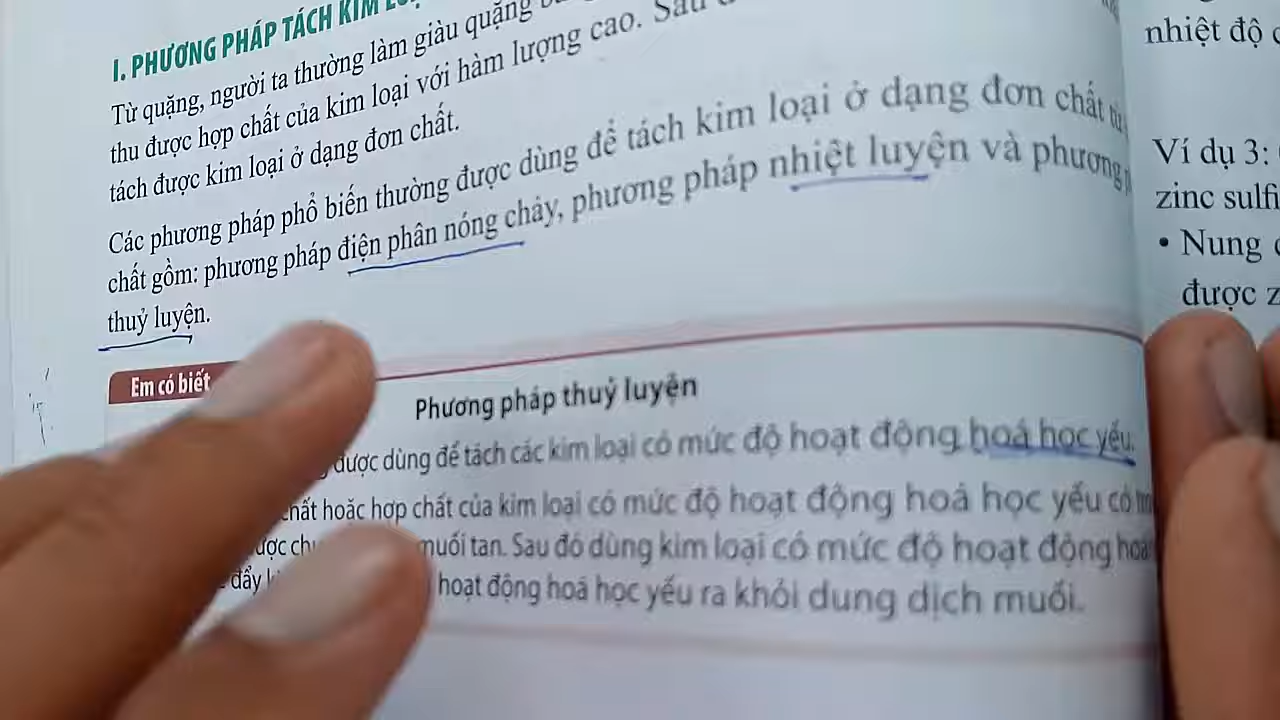 I. PHƯƠNG PHÁP TÁCH KIM
Từ quặng, người ta thường làm giàu quặng
thu được hợp chất của kim loại với hàm lượng cao. Sau
tách được kim loại ở dạng đơn chất.
Các phương pháp phổ biến thường được dùng để tách kim loại ở dạng đơn chất từ
chất gồm: phương pháp điện phân nóng chảy, phương pháp nhiệt luyện và phương
thuỷ luyện.
Em có biết
Phương pháp thuỷ luyện
được dùng để tách các kim loại có mức độ hoạt động hoá học yếu.
hoặc hợp chất của kim loại có mức độ hoạt động hoá học yếu có
muối tan. Sau đó dùng kim loại có mức độ hoạt động
đẩy hoạt động hoá học yếu ra khỏi dung dịch muối.
nhiệt độ
Ví dụ 3:
zinc
• Nung
được